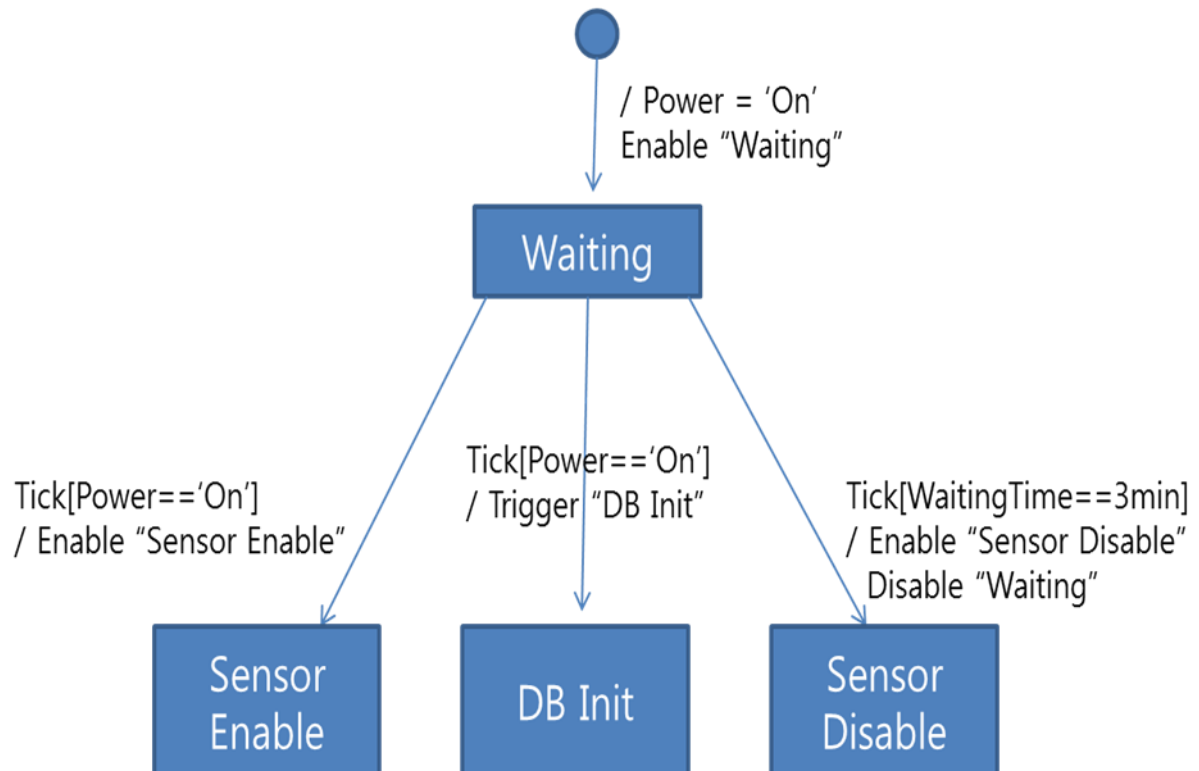 / Power = ‘On’
Enable “Waiting”
Waiting
Tick[Power==‘On’]
/ Enable “Sensor Enable”
Tick[Power==‘On’]
/ Trigger “DB Init”
Tick[WaitingTime==3min]
/ Enable “Sensor Disable”
Disable “Waiting”
Sensor
Enable
DB Init
Sensor
Disable